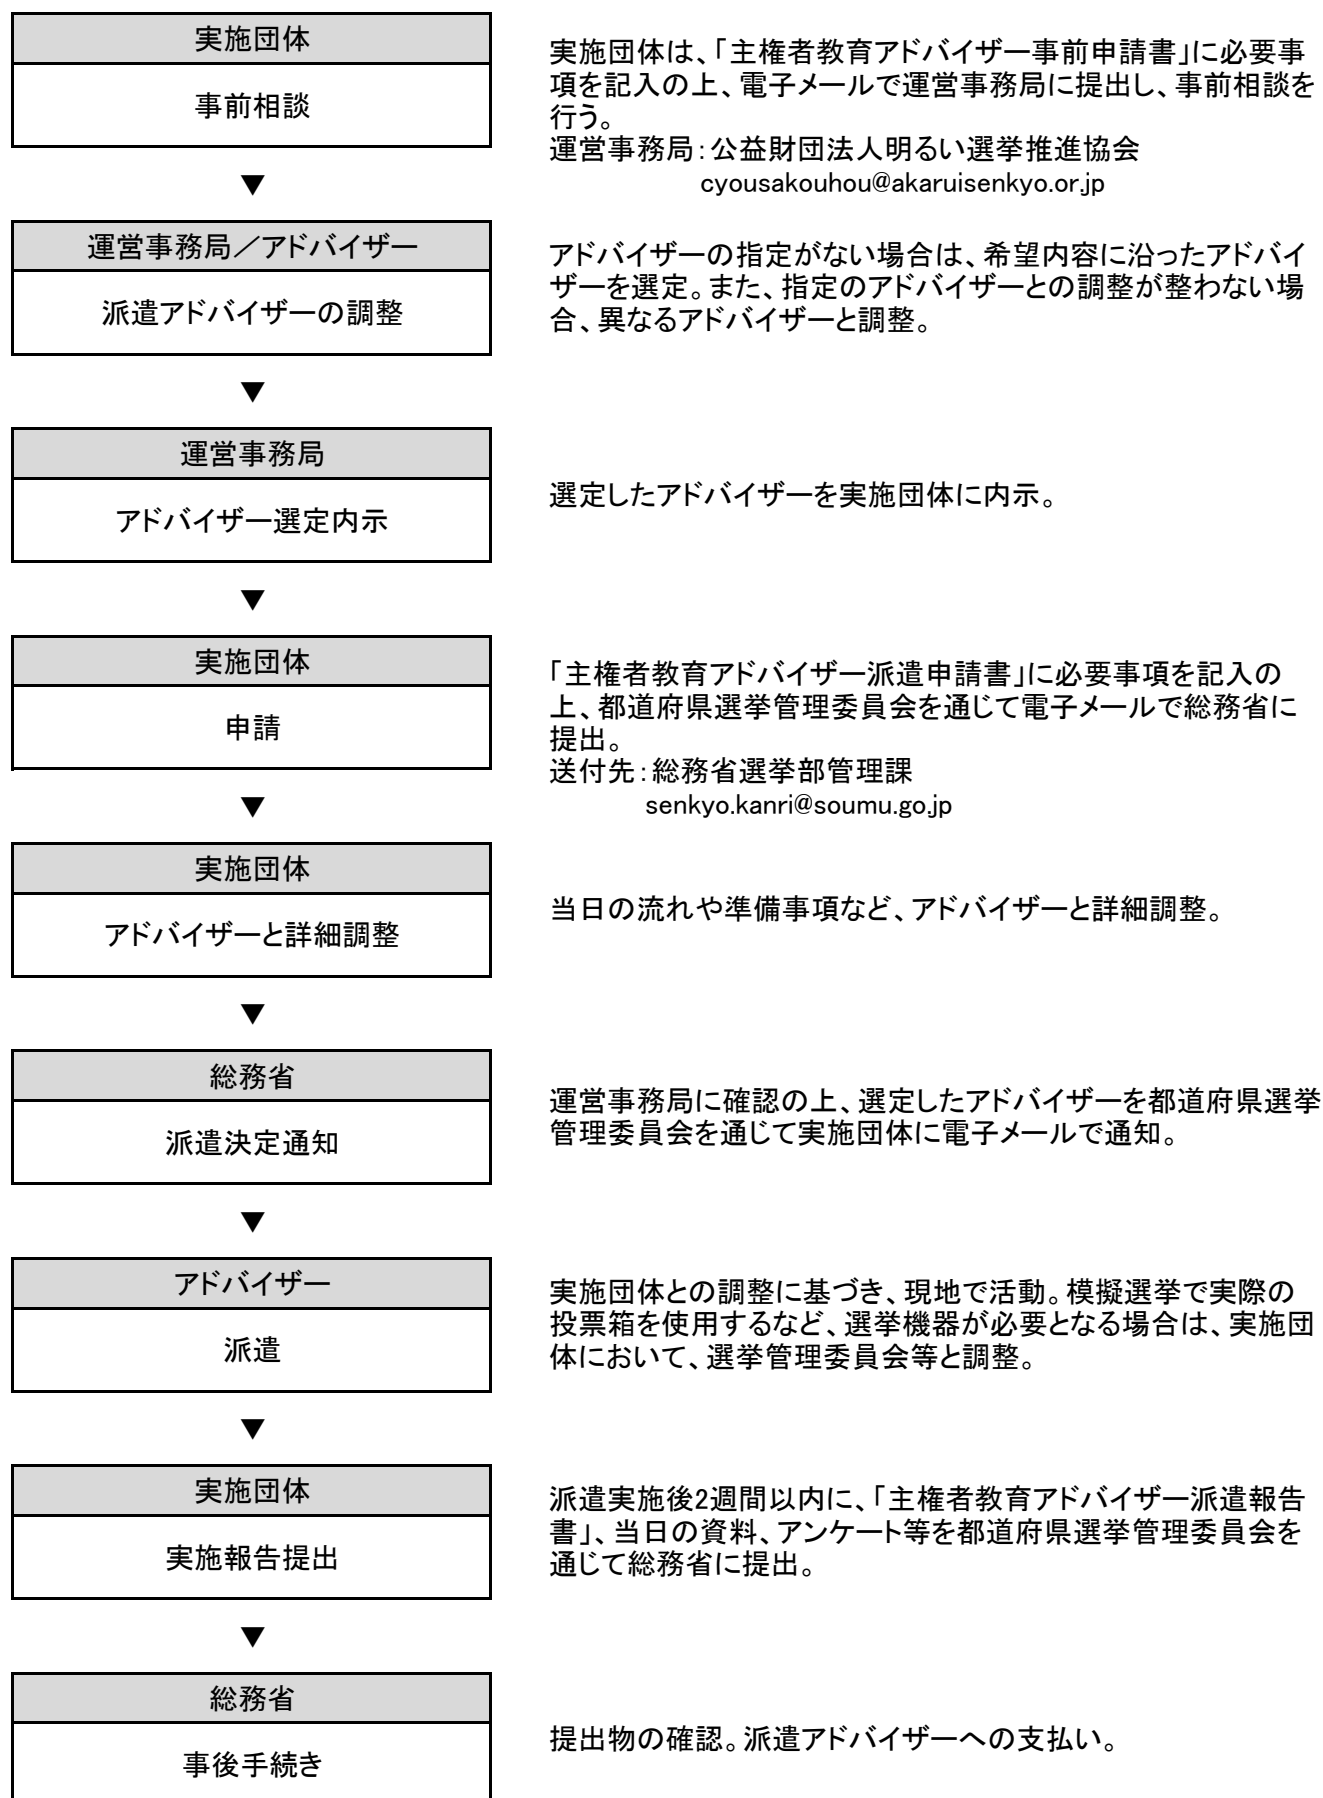 実施団体
事前相談
実施団体は、「主権者教育アドバイザー事前申請書」に必要事
項を記入の上、電子メールで運営事務局に提出し、事前相談を
行う。
運営事務局：公益財団法人明るい選挙推進協会
cyousakouhou@akaruisenkyo.or.jp
▼
運営事務局／アドバイザー
派遣アドバイザーの調整
アドバイザーの指定がない場合は、希望内容に沿ったアドバイ
ザーを選定。また、指定のアドバイザーとの調整が整わない場
合、異なるアドバイザーと調整。
▼
運営事務局
アドバイザー選定内示
選定したアドバイザーを実施団体に内示。
▼
実施団体
申請
「主権者教育アドバイザー派遣申請書」に必要事項を記入の
上、都道府県選挙管理委員会を通じて電子メールで総務省に
提出。
送付先：総務省選挙部管理課
senkyo.kanri@soumu.go.jp
▼
実施団体
アドバイザーと詳細調整
当日の流れや準備事項など、アドバイザーと詳細調整。
▼
総務省
派遣決定通知
運営事務局に確認の上、選定したアドバイザーを都道府県選挙
管理委員会を通じて実施団体に電子メールで通知。
▼
アドバイザー
派遣
実施団体との調整に基づき、現地で活動。模擬選挙で実際の
投票箱を使用するなど、選挙機器が必要となる場合は、実施団
体において、選挙管理委員会等と調整。
▼
実施団体
実施報告提出
派遣実施後2週間以内に、「主権者教育アドバイザー派遣報告
書」、当日の資料、アンケート等を都道府県選挙管理委員会を
通じて総務省に提出。
▼
総務省
事後手続き
提出物の確認。派遣アドバイザーへの支払い。